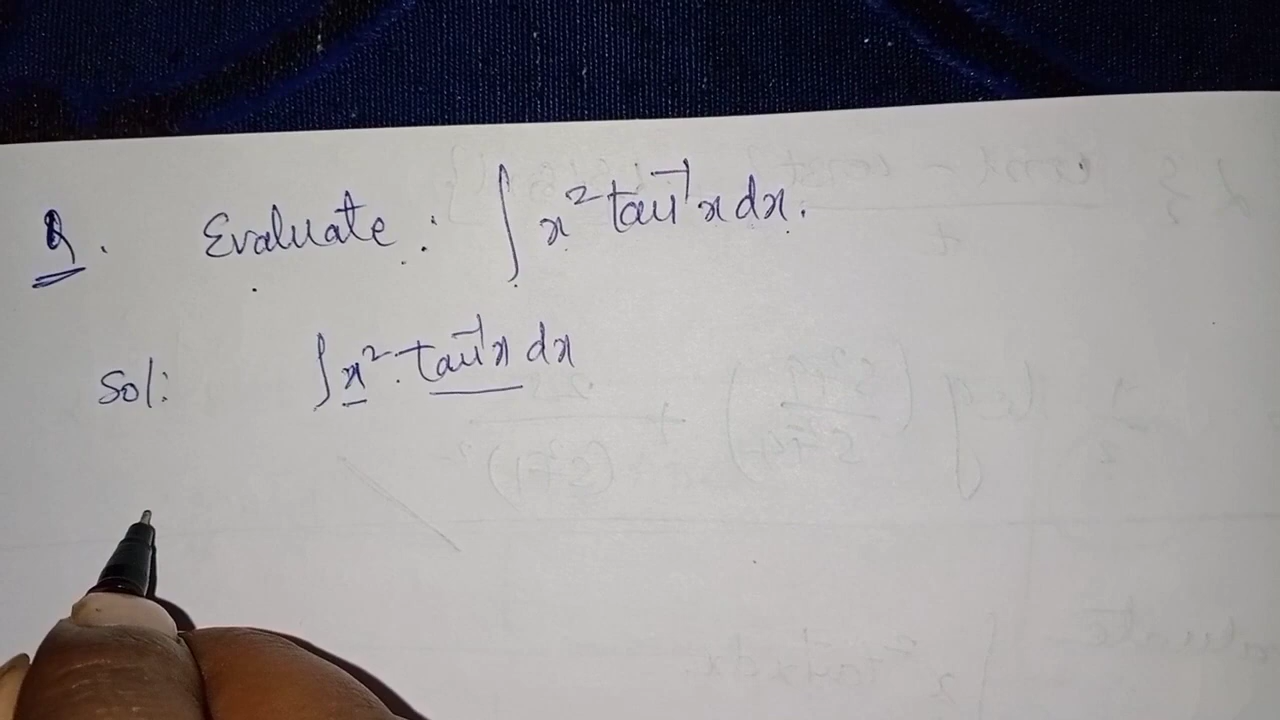 Q. Evaluate : ∫ x² tan⁻¹x dx.
Sol: ∫x². tan⁻¹x dx